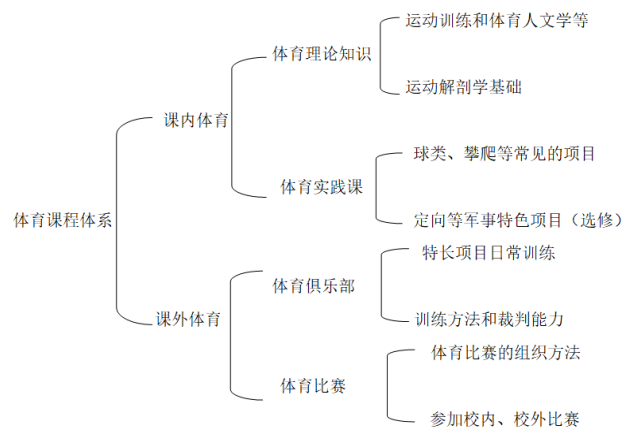 运动训练和体育人文学等
体育理论知识
运动解剖学基础
课内体育
球类、攀爬等常见的项目
体育实践课
体育课程体系
定向等军事特色项目（选修）
特长项目日常训练
体育俱乐部
课外体育
训练方法和裁判能力
体育比赛的组织方法
体育比赛
参加校内、校外比赛